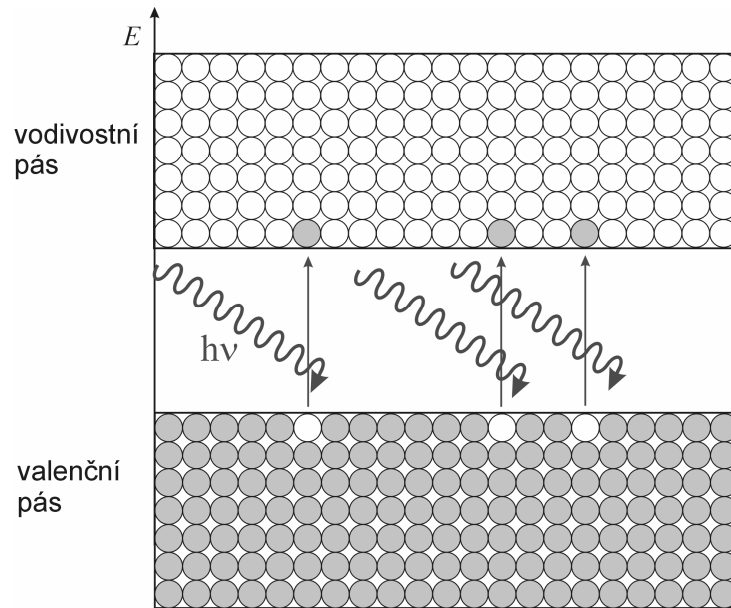 E
vodivostní
pás
hν
valenční
pás